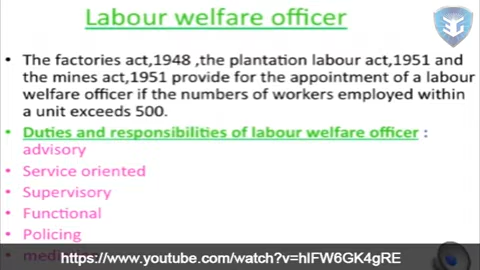 Labour welfare officer
• The factories act,1948 ,the plantation labour act,1951 and
the mines act,1951 provide for the appointment of a labour
welfare officer if the numbers of workers employed within
a unit exceeds 500.
• Duties and responsibilities of labour welfare officer :
advisory
• Service oriented
• Supervisory
• Functional
• Policing
https://www.youtube.com/watch?v=hIFW6GK4gRE